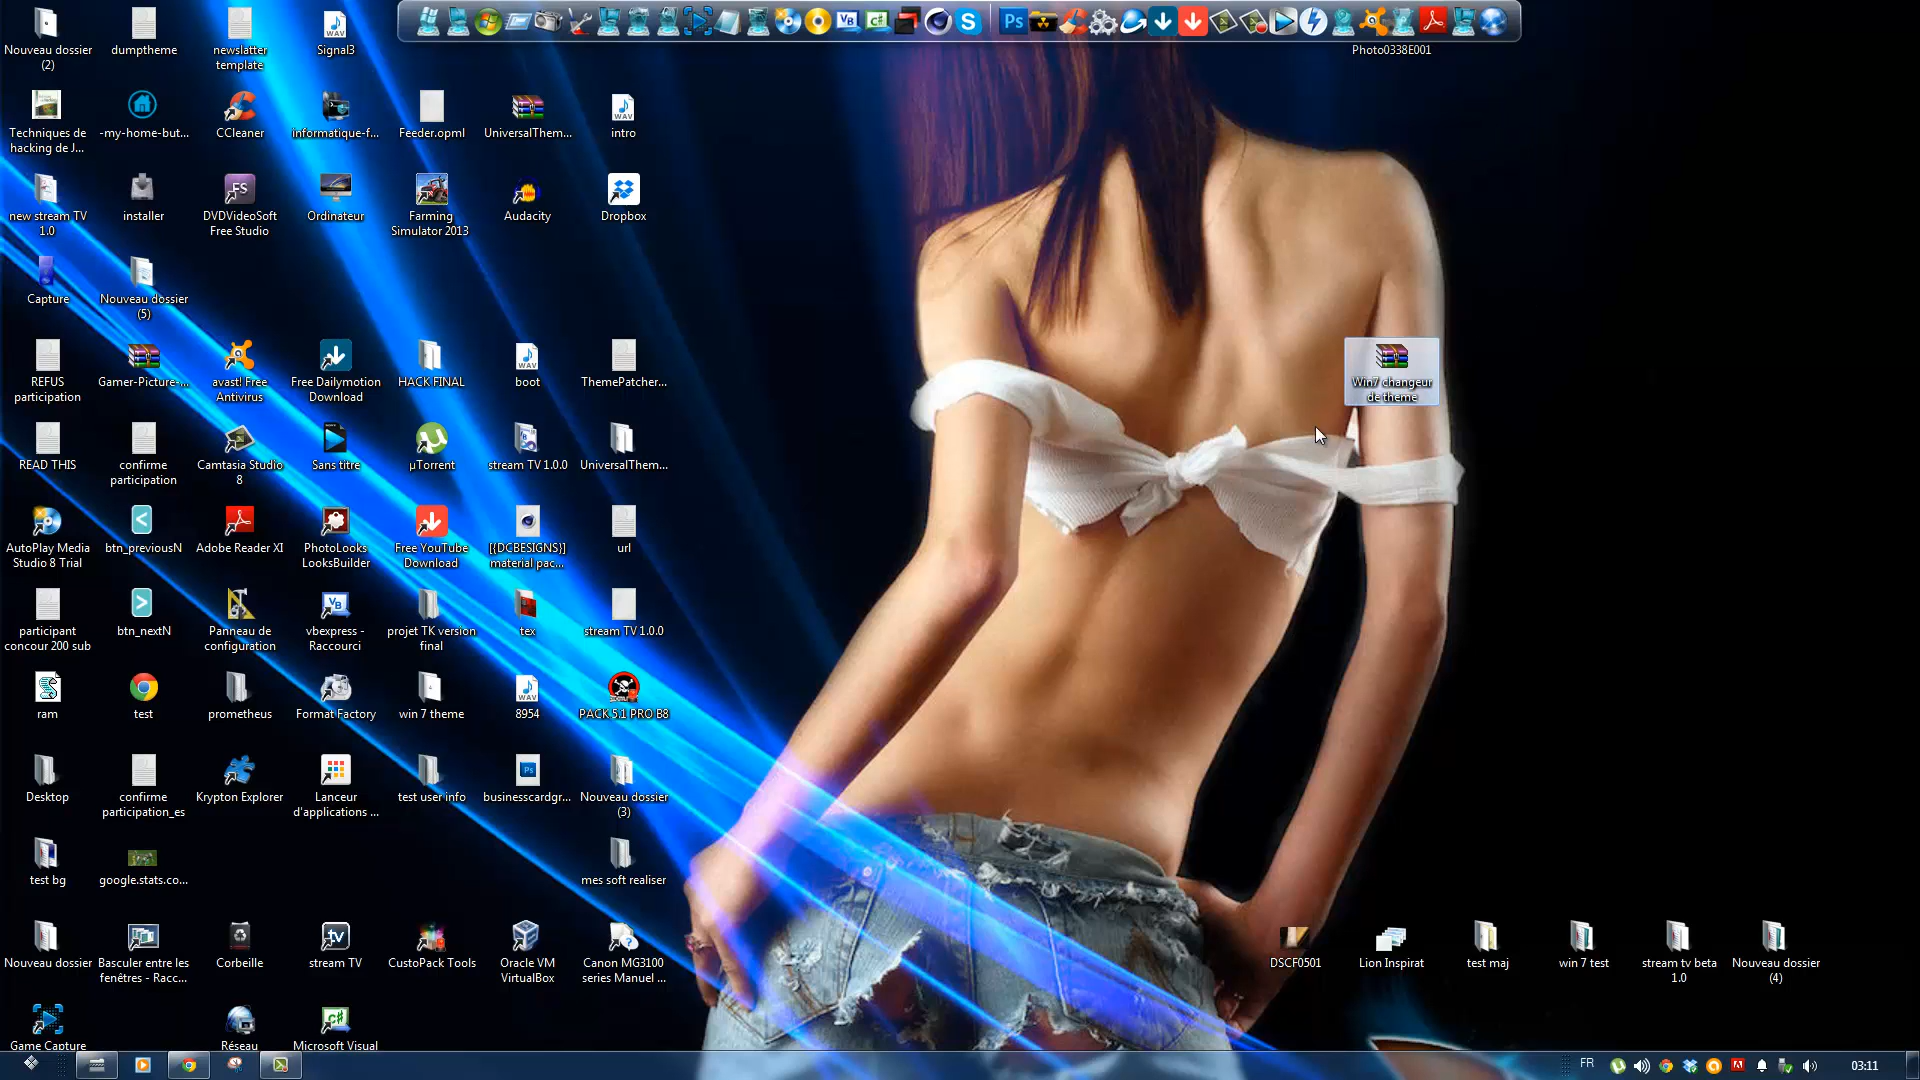 Photo0338E001
Nouveau dossier
(2)
dumptheme
newslatter
template
Signal3
Techniques de
hacking de J...
-my-home-but...
CCleaner
informatique-f...
Feeder.opml
UniversalThem...
intro
new stream TV
1.0
installer
DVDVideoSoft
Free Studio
Ordinateur
Farming
Simulator 2013
Audacity
Dropbox
Capture
Nouveau dossier
(5)
REFUS
participation
Gamer-Picture-...
avast! Free
Antivirus
Free Dailymotion
Download
HACK FINAL
boot
ThemePatcher...
Win7 changeur
de theme
READ THIS
confirme
participation
Camtasia Studio
8
Sans titre
µTorrent
stream TV 1.0.0
UniversalThem...
AutoPlay Media
Studio 8 Trial
btn_previousN
Adobe Reader XI
PhotoLooks
LooksBuilder
Free YouTube
Download
[{DCBESIGNS}]
material pac...
url
participant
concour 200 sub
btn_nextN
Panneau de
configuration
vbexpress -
Raccourci
projet TK version
final
tex
stream TV 1.0.0
ram
test
prometheus
Format Factory
win 7 theme
8954
PACK 5.1 PRO B8
Desktop
confirme
participation_es
Krypton Explorer
Lanceur
d'applications ...
test user info
businesscardgr...
Nouveau dossier
(3)
test bg
google.stats.co...
mes soft realiser
Nouveau dossier
Basculer entre les
fenêtres - Racc...
Corbeille
stream TV
CustoPack Tools
Oracle VM
VirtualBox
Canon MG3100
series Manuel ...
DSCF0501
Lion Inspirat
test maj
win 7 test
stream tv beta
1.0
Nouveau dossier
(4)
Game Capture
Réseau
Microsoft Visual
FR
03:11